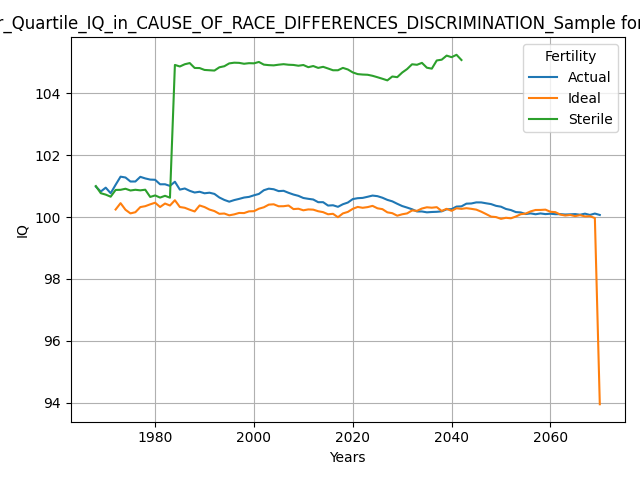 r_Quartile_IQ_in_CAUSE_OF_RACE_DIFFERENCES_DISCRIMINATION_Sample for
Fertility
Actual
Ideal
Sterile
104
102
100
98
96
94
IQ
1980 2000 2020 2040 2060
Years